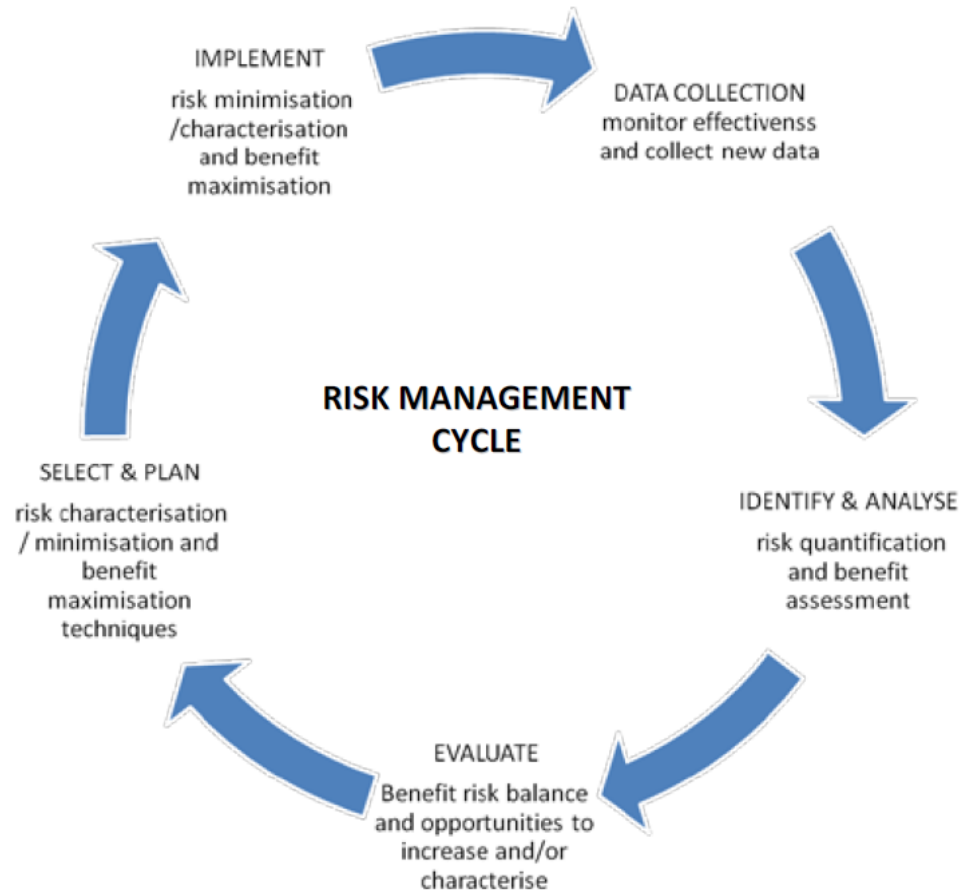 IMPLEMENT
risk minimisation
/characterisation
and benefit
maximisation
DATA COLLECTION
monitor effectivenss
and collect new data
RISK MANAGEMENT
CYCLE
SELECT & PLAN
risk characterisation
/ minimisation and
benefit
maximisation
techniques
IDENTIFY & ANALYSE
risk quantification
and benefit
assessment
EVALUATE
Benefit risk balance
and opportunities to
increase and/or
characterise